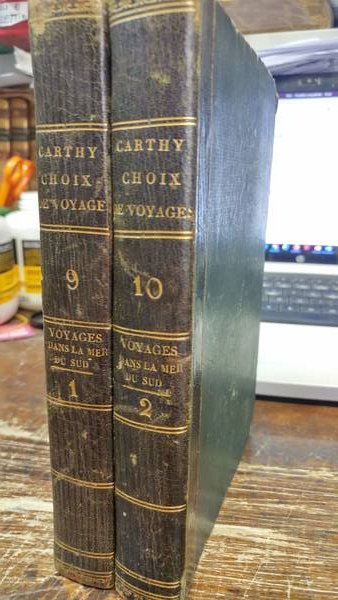 CARTHY
CHOIX
DE VOYAGE
9
VOYAGES
DANS LA MER
DU SUD
1
CARTHY
CHOIX
DE VOYAGES
10
VOYAGES
DANS LA MER
DU SUD
2